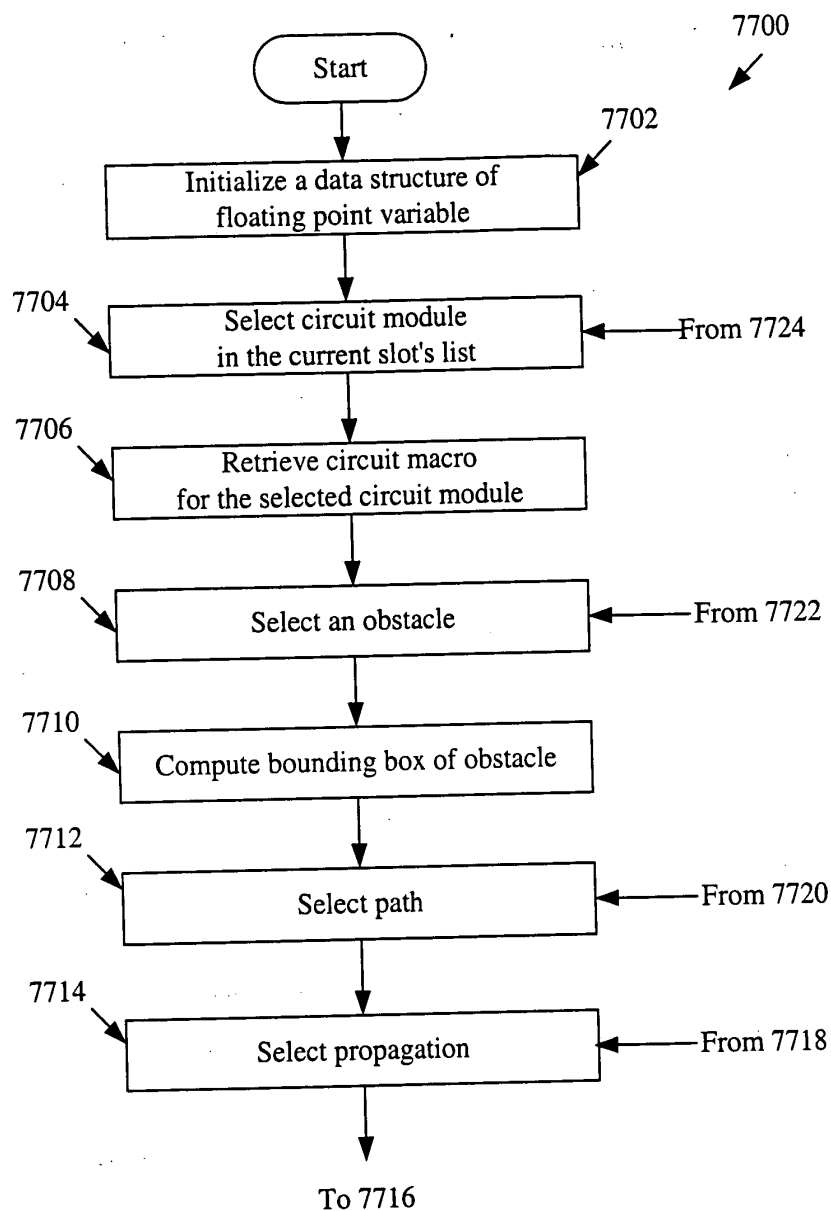 7700
Start
7702
Initialize a data structure of
floating point variable
7704
Select circuit module
in the current slot's list
From 7724
7706
Retrieve circuit macro
for the selected circuit module
7708
Select an obstacle
From 7722
7710
Compute bounding box of obstacle
7712
Select path
From 7720
7714
Select propagation
From 7718
To 7716